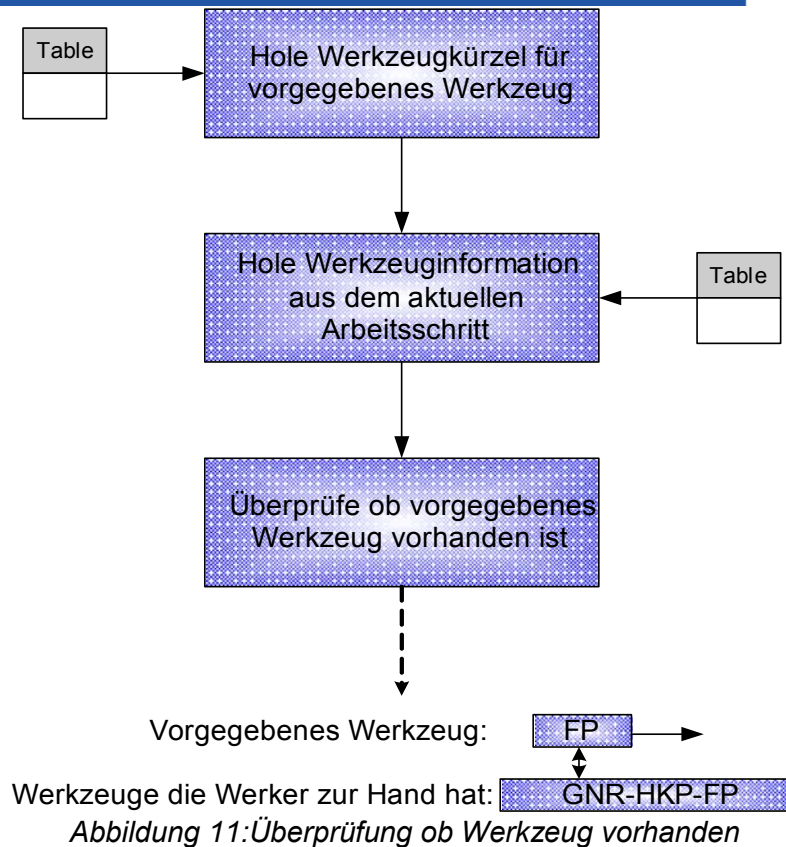 Table
Hole Werkzeugkürzel für
vorgegebenes Werkzeug
Hole Werkzeuginformation
aus dem aktuellen
Arbeitsschritt
Table
Überprüfe ob vorgegebenes
Werkzeug vorhanden ist
Vorgegebenes Werkzeug: FP
Werkzeuge die Werker zur Hand hat: GNR-HKP-FP
Abbildung 11:Überprüfung ob Werkzeug vorhanden